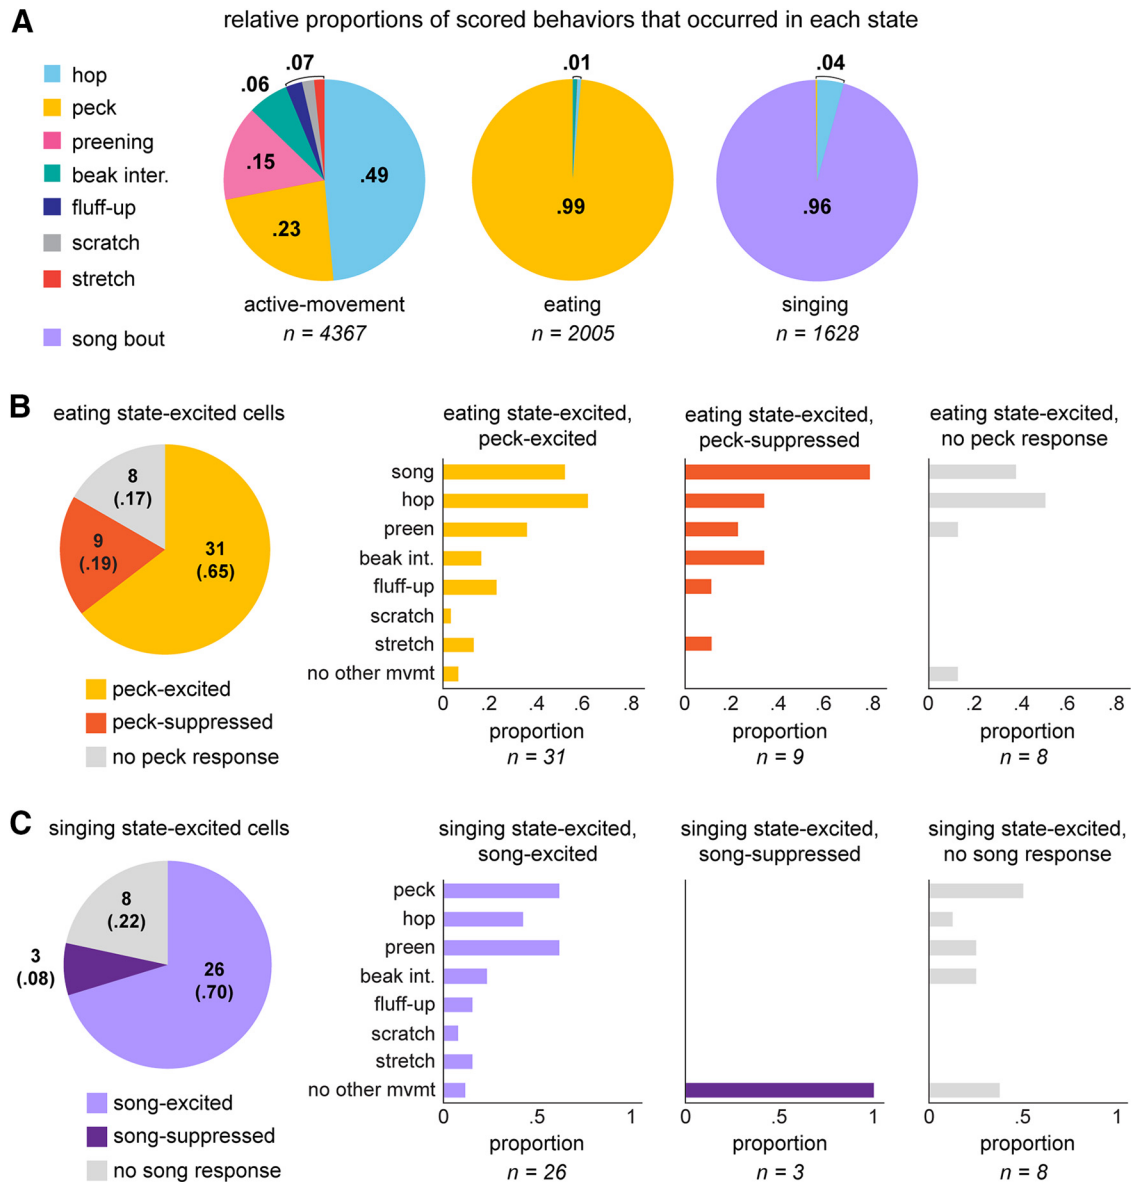 A
relative proportions of scored behaviors that occurred in each state
hop
peck
preening
beak inter.
fluff-up
scratch
stretch
song bout
.07
.06
.15
.49
.23
active-movement
n = 4367
.01
.99
eating
n = 2005
.04
.96
singing
n = 1628
B
eating state-excited cells
8
(.17)
9
(.19)
31
(.65)
peck-excited
peck-suppressed
no peck response
eating state-excited,
peck-excited
song
hop
preen
beak int.
fluff-up
scratch
stretch
no other mvmt
0 .2 .4 .6 .8
proportion
n = 31
eating state-excited,
peck-suppressed
0 .2 .4 .6 .8
proportion
n = 9
eating state-excited,
no peck response
0 .2 .4 .6 .8
proportion
n = 8
C
singing state-excited cells
8
(.22)
3
(.08)
26
(.70)
song-excited
song-suppressed
no song response
singing state-excited,
song-excited
peck
hop
preen
beak int.
fluff-up
scratch
stretch
no other mvmt
0 .5 1
proportion
n = 26
singing state-excited,
song-suppressed
0 .5 1
proportion
n = 3
singing state-excited,
no song response
0 .5 1
proportion
n = 8